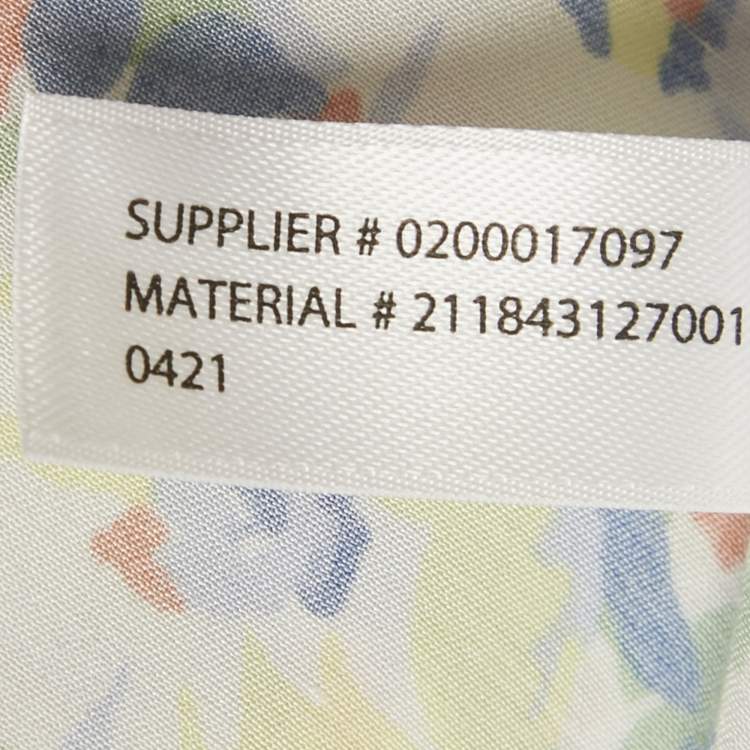 SUPPLIER # 0200017097
MATERIAL # 211843127001
0421